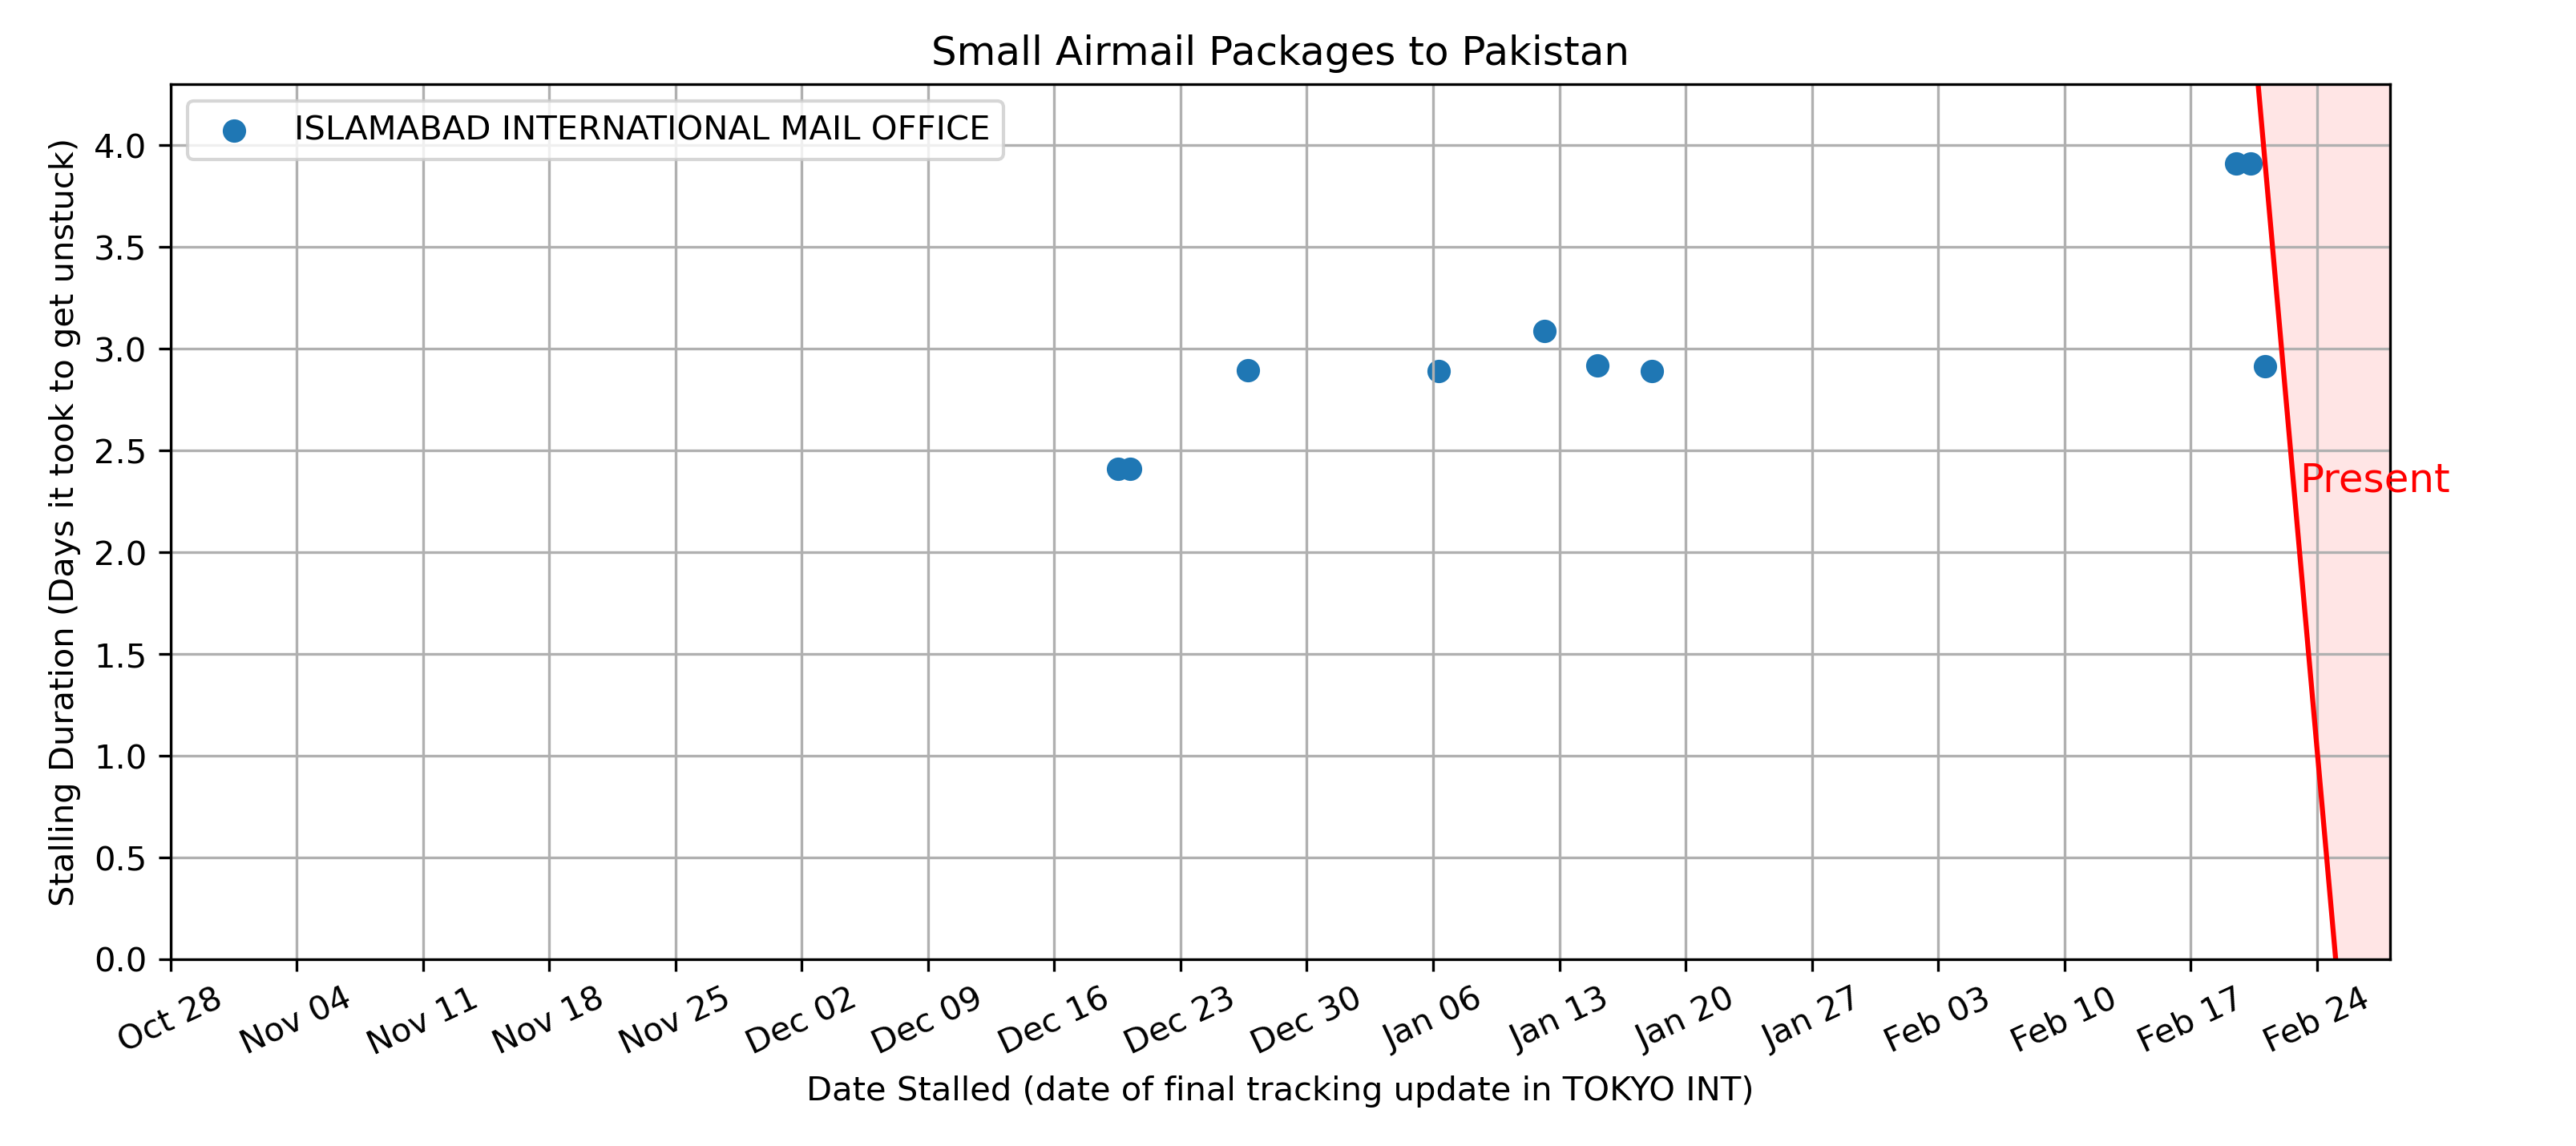 Small Airmail Packages to Pakistan
ISLAMABAD INTERNATIONAL MAIL OFFICE
Stalling Duration (Days it took to get unstuck)
4.0
3.5
3.0
2.5
2.0
1.5
1.0
0.5
0.0
Present
Oct 28
Nov 04
Nov 11
Nov 18
Nov 25
Dec 02
Dec 09
Dec 16
Dec 23
Dec 30
Jan 06
Jan 13
Jan 20
Jan 27
Feb 03
Feb 10
Feb 17
Feb 24
Date Stalled (date of final tracking update in TOKYO INT)